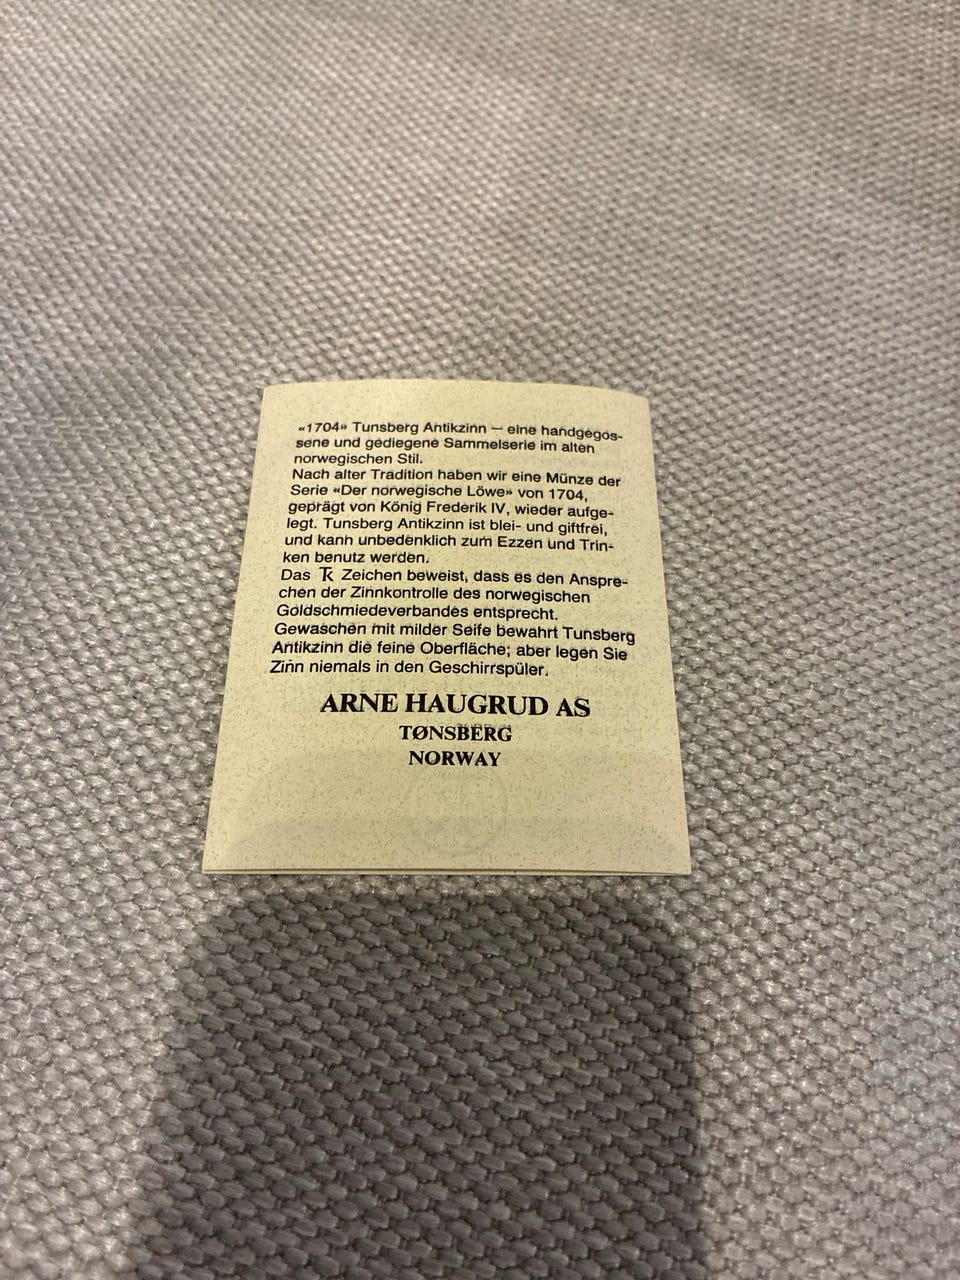 «1704» Tunsberg Antikzinn — eine handgegos-
sene und gediegene Sammelserie im alten
norwegischen Stil.
Nach alter Tradition haben wir eine Münze der
Serie «Der norwegische Löwe» von 1704,
geprägt von König Frederik IV, wieder aufge-
legt. Tunsberg Antikzinn ist blei- und giftfrei,
und kann unbedenklich zum Ezzen und Trin-
ken benutz werden.
Das TK Zeichen beweist, dass es den Anspre-
chen der Zinnkontrolle des norwegischen
Goldschmiedeverbandes entsprecht.
Gewaschen mit milder Seife bewahrt Tunsberg
Antikzinn die feine Oberfläche; aber legen Sie
Zinn niemals in den Geschirrspüler.
ARNE HAUGRUD AS
TØNSBERG
NORWAY